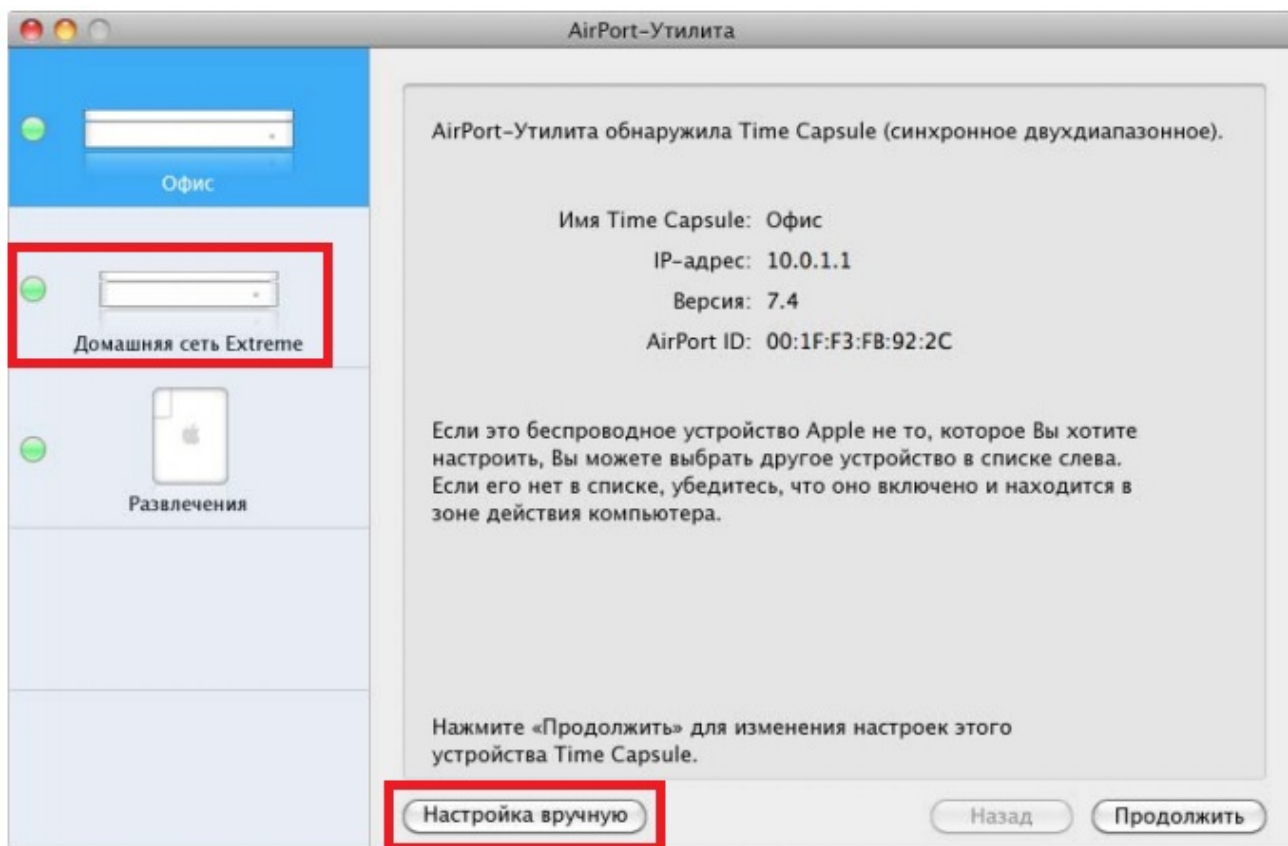 AirPort-Утилита
Офис
Домашняя сеть Extreme
Развлечения
AirPort-Утилита обнаружила Time Capsule (синхронное двухдиапазонное).
Имя Time Capsule: Офис
IP-адрес: 10.0.1.1
Версия: 7.4
AirPort ID: 00:1F:F3:FB:92:2C
Если это беспроводное устройство Apple не то, которое Вы хотите
настроить, Вы можете выбрать другое устройство в списке слева.
Если его нет в списке, убедитесь, что оно включено и находится в
зоне действия компьютера.
Нажмите «Продолжить» для изменения настроек этого
устройства Time Capsule.
Настройка вручную Назад Продолжить